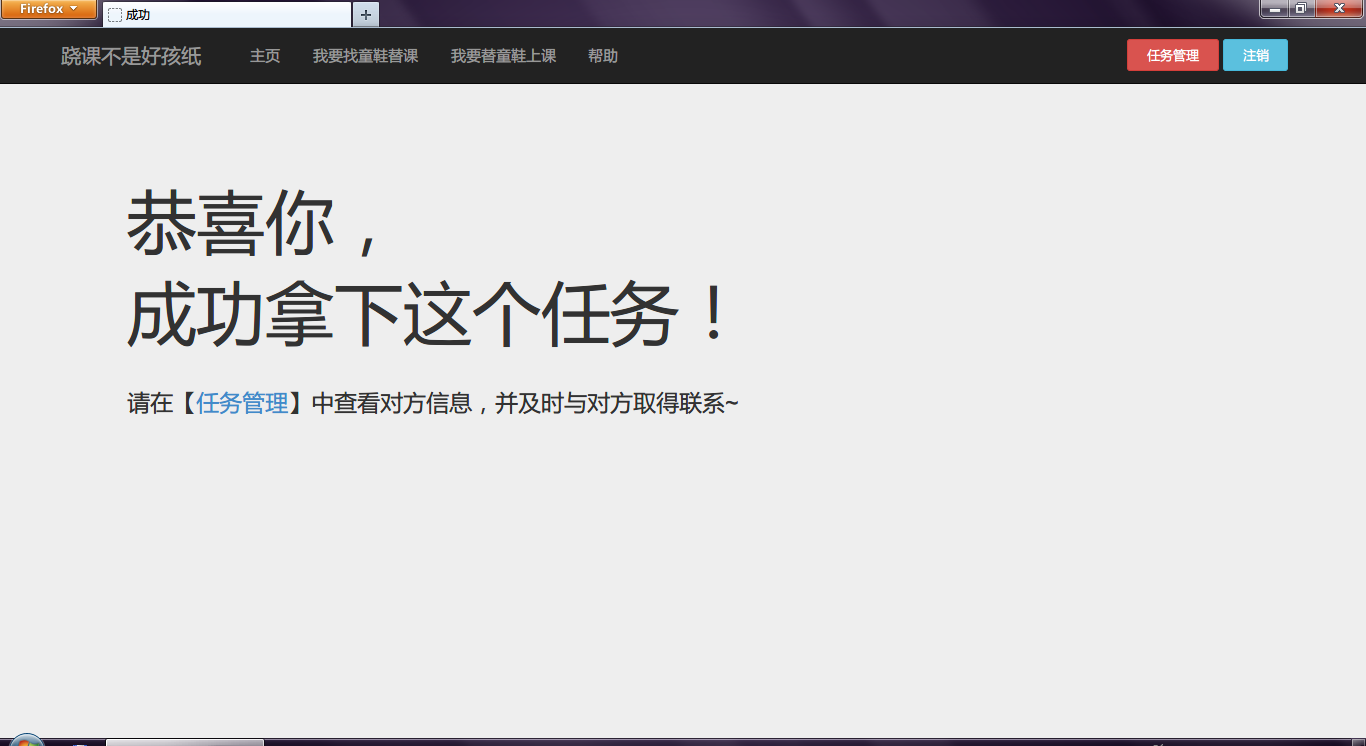 Firefox
成功
跷课不是好孩纸 主页 我要找童鞋替课 我要替童鞋上课 帮助 任务管理 注销
恭喜你，
成功拿下这个任务！
请在【任务管理】中查看对方信息，并及时与对方取得联系~